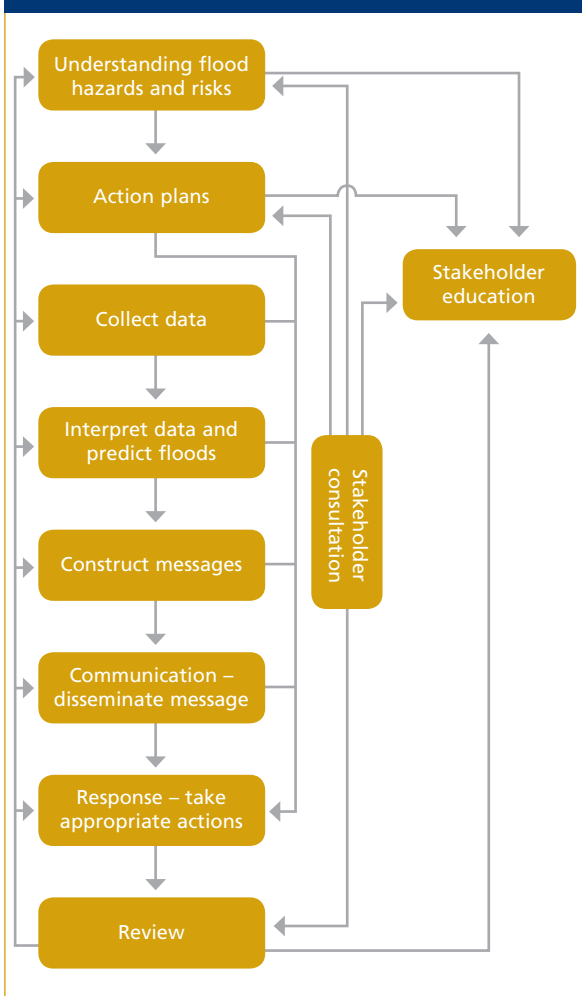 Understanding flood
hazards and risks
Action plans
Stakeholder
education
Collect data
Interpret data and
predict floods
Stakeholder
consultation
Construct messages
Communication –
disseminate message
Response – take
appropriate actions
Review